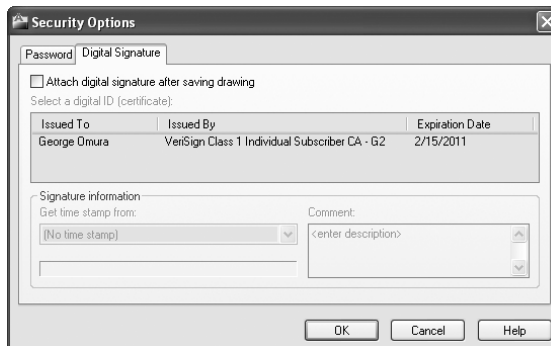 Security Options
Password Digital Signature
Attach digital signature after saving drawing
Select a digital ID (certificate):
Issued To Issued By Expiration Date
George Omura VeriSign Class 1 Individual Subscriber CA - G2 2/15/2011
Signature information
Get time stamp from: Comment:
(No time stamp) <enter description>
OK Cancel Help